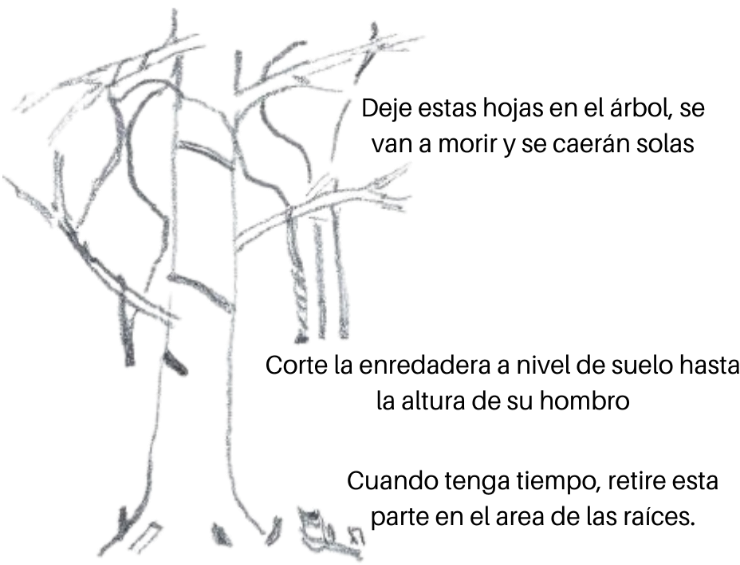 Deje estas hojas en el árbol, se
van a morir y se caerán solas
Corte la enredadera a nivel de suelo hasta
la altura de su hombro
Cuando tenga tiempo, retire esta
parte en el area de las raíces.